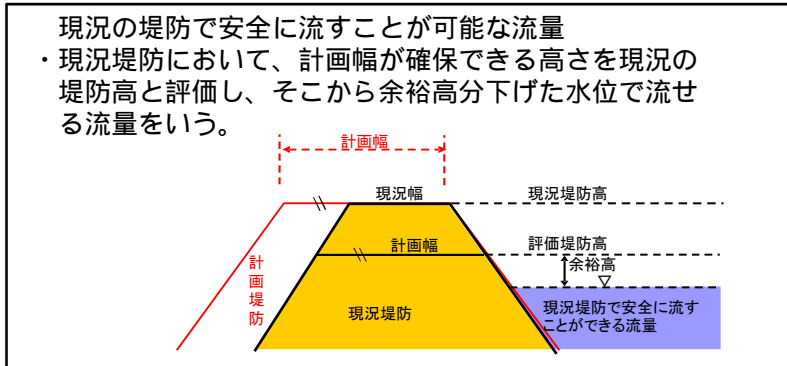 現況の堤防で安全に流すことが可能な流量
・現況堤防において、計画幅が確保できる高さを現況の
堤防高と評価し、そこから余裕高分下げた水位で流せ
る流量をいう。
計画幅
現況幅
現況堤防高
計画幅
評価堤防高
余裕高
計画堤防
現況堤防
現況堤防で安全に流す
ことができる流量